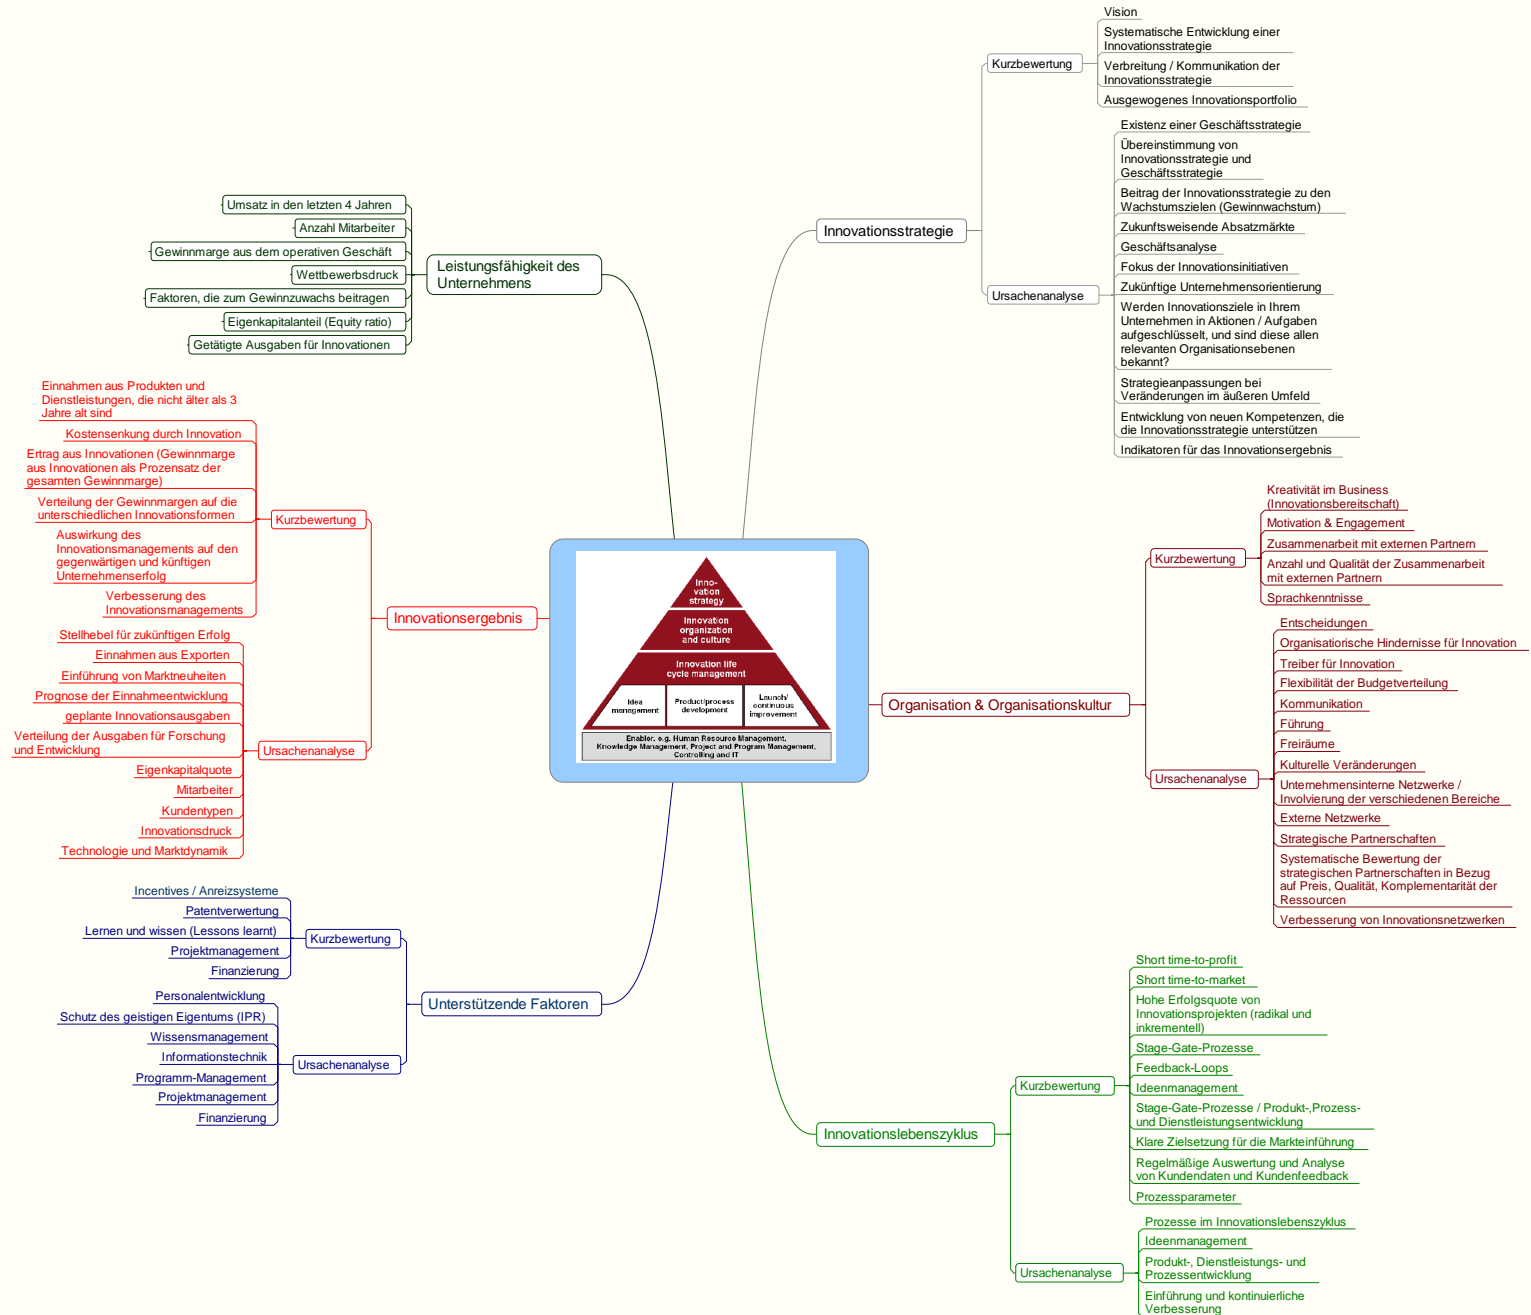 Vision
Systematische Entwicklung einer
Innovationsstrategie
Kurzbewertung
Verbreitung / Kommunikation der
Innovationsstrategie
Ausgewogenes Innovationsportfolio
Innovationsstrategie
Existenz einer Geschäftsstrategie
Übereinstimmung von
Innovationsstrategie und
Geschäftsstrategie
Beitrag der Innovationsstrategie zu den
Wachstumszielen (Gewinnwachstum)
Zukunftsweisende Absatzmärkte
Geschäftsanalyse
Fokus der Innovationsinitiativen
Ursachenanalyse
Zukünftige Unternehmensorientierung
Werden Innovationsziele in Ihrem
Unternehmen in Aktionen / Aufgaben
aufgeschlüsselt, und sind diese allen
relevanten Organisationsebenen
bekannt?
Strategieanpassungen bei
Veränderungen im äußeren Umfeld
Entwicklung von neuen Kompetenzen, die
die Innovationsstrategie unterstützen
Indikatoren für das Innovationsergebnis
Umsatz in den letzten 4 Jahren
Anzahl Mitarbeiter
Gewinnmarge aus dem operativen Geschäft
Wettbewerbsdruck
Faktoren, die zum Gewinnzuwachs beitragen
Eigenkapitalanteil (Equity ratio)
Getätigte Ausgaben für Innovationen
Leistungsfähigkeit des
Unternehmens
Einnahmen aus Produkten und
Dienstleistungen, die nicht älter als 3
Jahre alt sind
Kostensenkung durch Innovation
Ertrag aus Innovationen (Gewinnmarge
aus Innovationen als Prozensatz der
gesamten Gewinnmarge)
Verteilung der Gewinnmargen auf die
unterschiedlichen Innovationsformen
Auswirkung des
Innovationsmanagements auf den
gegenwärtigen und künftigen
Unternehmenserfolg
Verbesserung des
Innovationsmanagements
Kurzbewertung
Innovationsergebnis
Stellhebel für zukünftigen Erfolg
Einnahmen aus Exporten
Einführung von Marktneuheiten
Prognose der Einnahmeentwicklung
geplante Innovationsausgaben
Verteilung der Ausgaben für Forschung
und Entwicklung
Eigenkapitalquote
Mitarbeiter
Kundentypen
Innovationsdruck
Technologie und Marktdynamik
Ursachenanalyse
Inno-
vation
strategy
Innovation
organization
and culture
Innovation life
cycle management
Idea
management
Product/process
development
Launch/
continuous
improvement
Enabler, e.g. Human Resource Management,
Knowledge Management, Project and Program Management,
Controlling and IT
Kreativität im Business
(Innovationsbereitschaft)
Motivation & Engagement
Kurzbewertung
Zusammenarbeit mit externen Partnern
Anzahl und Qualität der Zusammenarbeit
mit externen Partnern
Sprachkenntnisse
Organisation & Organisationskultur
Entscheidungen
Organisatorische Hindernisse für Innovation
Treiber für Innovation
Flexibilität der Budgetverteilung
Kommunikation
Führung
Freiräume
Kulturelle Veränderungen
Ursachenanalyse
Unternehmensinterne Netzwerke /
Involvierung der verschiedenen Bereiche
Externe Netzwerke
Strategische Partnerschaften
Systematische Bewertung der
strategischen Partnerschaften in Bezug
auf Preis, Qualität, Komplementarität der
Ressourcen
Verbesserung von Innovationsnetzwerken
Incentives / Anreizsysteme
Patentverwertung
Lernen und wissen (Lessons learnt)
Projektmanagement
Finanzierung
Kurzbewertung
Unterstützende Faktoren
Personalentwicklung
Schutz des geistigen Eigentums (IPR)
Wissensmanagement
Informationstechnik
Programm-Management
Projektmanagement
Finanzierung
Ursachenanalyse
Short time-to-profit
Short time-to-market
Hohe Erfolgsquote von
Innovationsprojekten (radikal und
inkrementell)
Stage-Gate-Prozesse
Feedback-Loops
Kurzbewertung
Ideenmanagement
Stage-Gate-Prozesse / Produkt-,Prozess-
und Dienstleistungsentwicklung
Klare Zielsetzung für die Markteinführung
Regelmäßige Auswertung und Analyse
von Kundendaten und Kundenfeedback
Prozessparameter
Innovationslebenszyklus
Prozesse im Innovationslebenszyklus
Ideenmanagement
Ursachenanalyse
Produkt-, Dienstleistungs- und
Prozessentwicklung
Einführung und kontinuierliche
Verbesserung